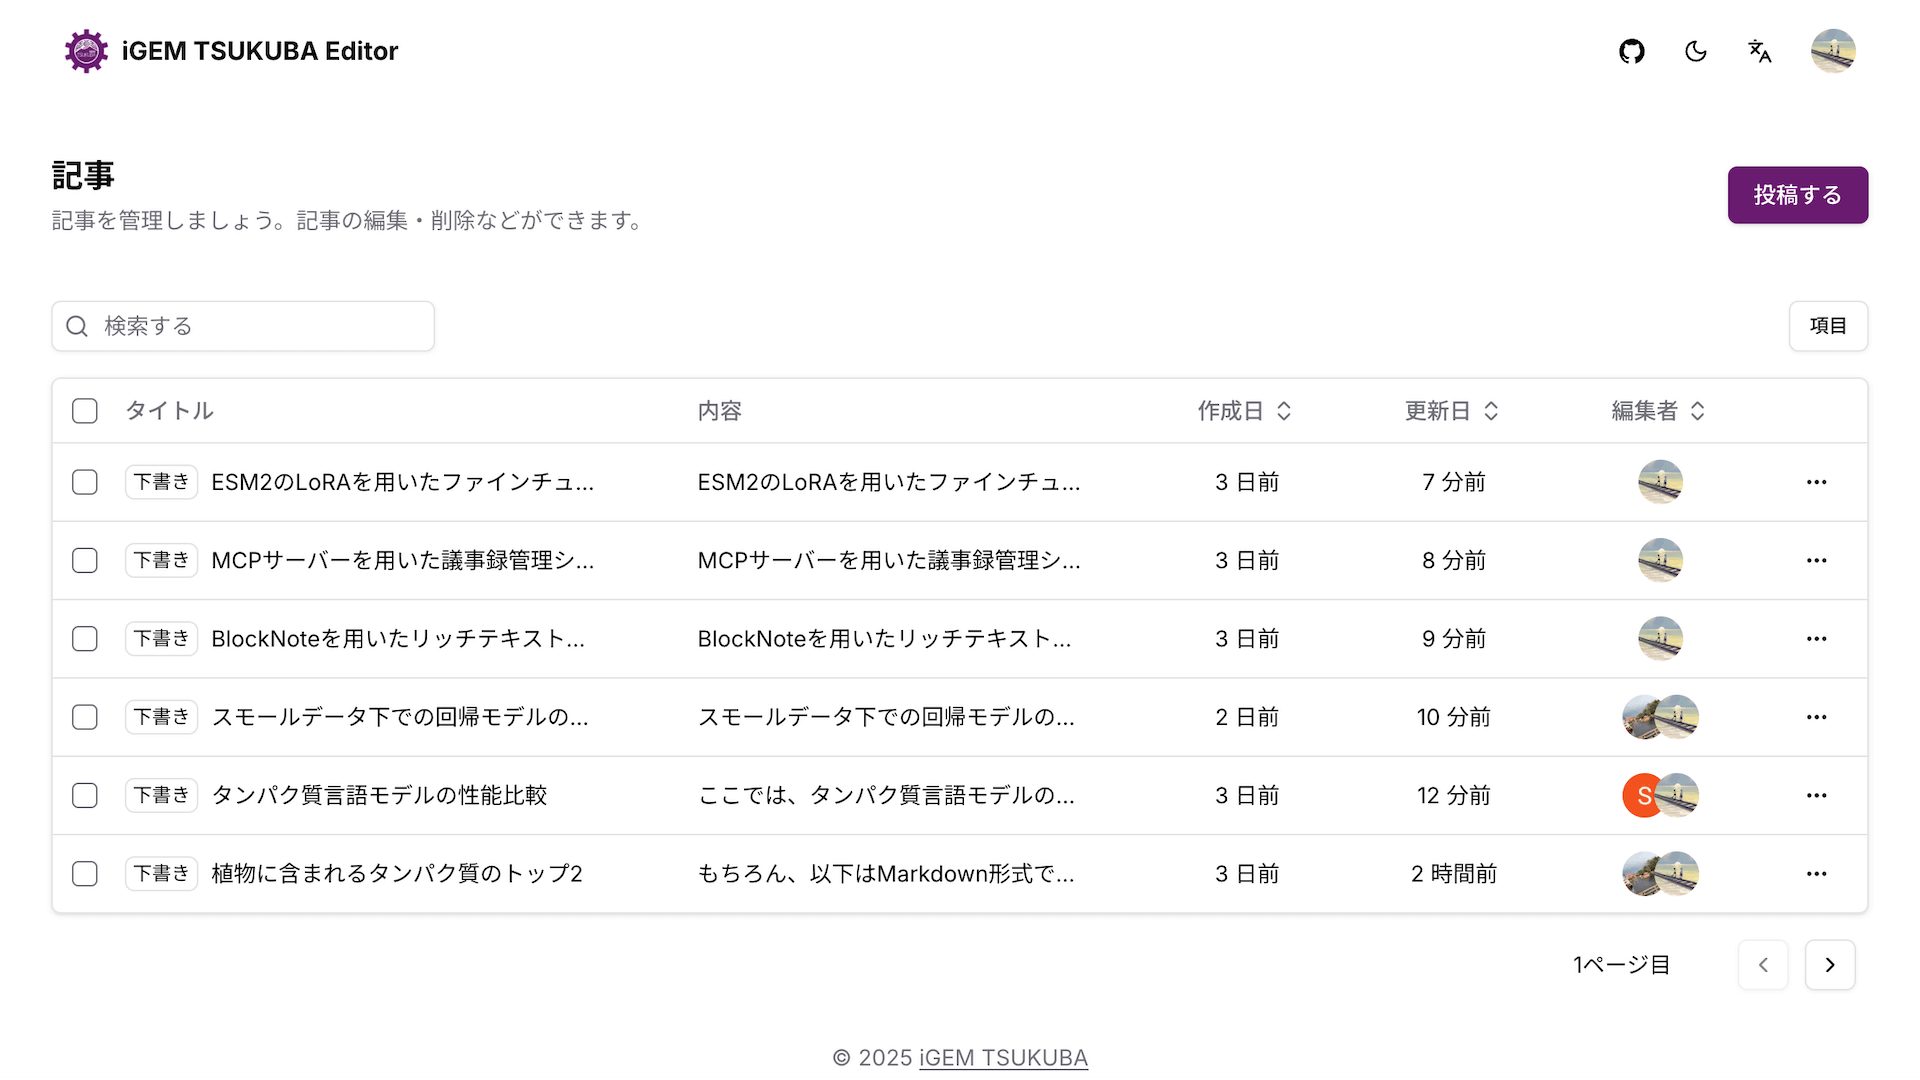 iGEM TSUKUBA Editor
記事
記事を管理しましょう。記事の編集・削除などができます。
投稿する
検索する
項目
タイトル 内容 作成日 更新日 編集者
下書き ESM2のLoRAを用いたファインチュ... ESM2のLoRAを用いたファインチュ... 3 日前 7 分前
下書き MCPサーバーを用いた議事録管理シ... MCPサーバーを用いた議事録管理シ... 3 日前 8 分前
下書き BlockNoteを用いたリッチテキスト... BlockNoteを用いたリッチテキスト... 3 日前 9 分前
下書き スモールデータ下での回帰モデルの... スモールデータ下での回帰モデルの... 2 日前 10 分前
下書き タンパク質言語モデルの性能比較 ここでは、タンパク質言語モデルの... 3 日前 12 分前 S
下書き 植物に含まれるタンパク質のトップ2 もちろん、以下はMarkdown形式で... 3 日前 2 時間前
1ページ目
© 2025 iGEM TSUKUBA